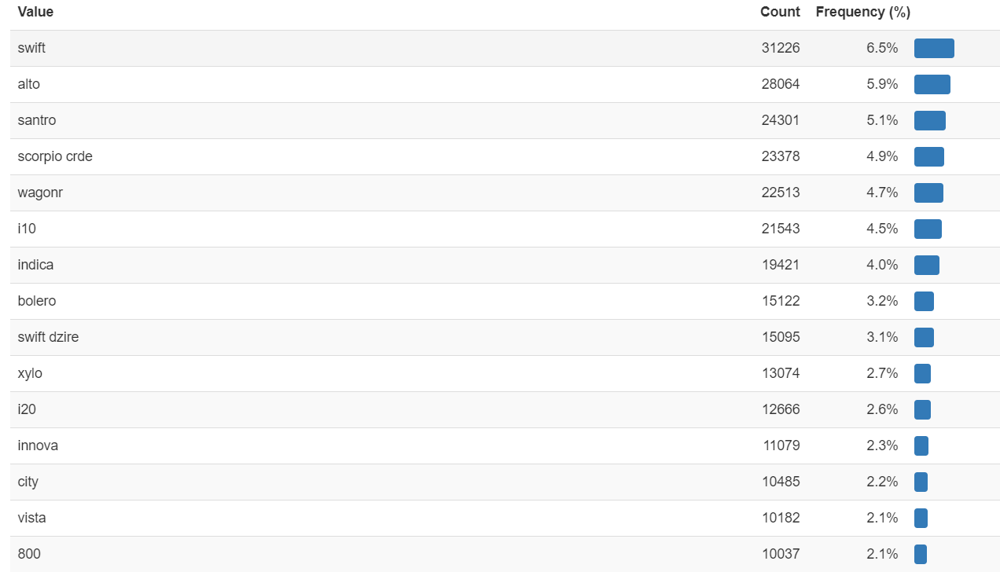 Value Count Frequency (%)
swift 31226 6.5%
alto 28064 5.9%
santro 24301 5.1%
scorpio crde 23378 4.9%
wagonr 22513 4.7%
i10 21543 4.5%
indica 19421 4.0%
bolero 15122 3.2%
swift dzire 15095 3.1%
xylo 13074 2.7%
i20 12666 2.6%
innova 11079 2.3%
city 10485 2.2%
vista 10182 2.1%
800 10037 2.1%